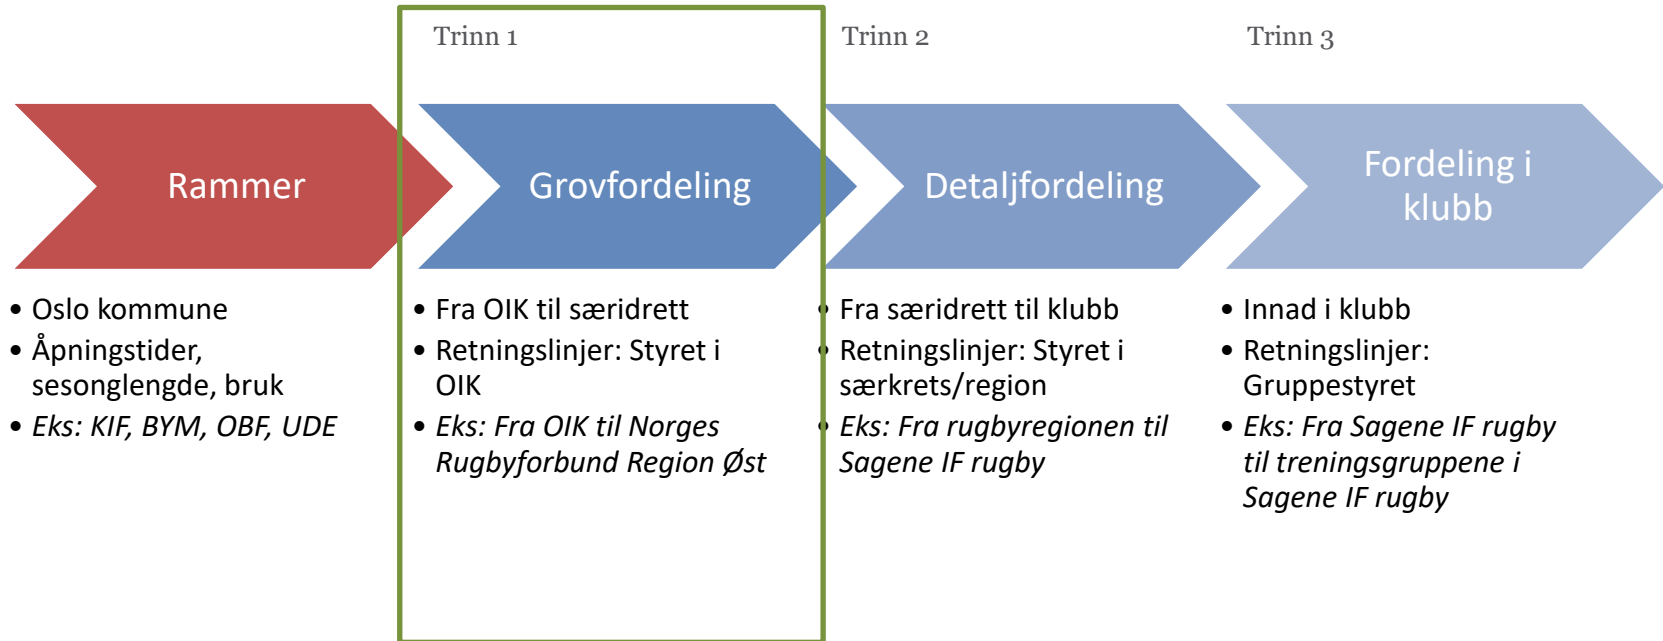 Trinn 1
Trinn 2
Trinn 3
Rammer
Grovfordeling
Detaljfordeling
Fordeling i
klubb
• Oslo kommune
• Åpningstider,
sesonglengde, bruk
• Eks: KIF, BYM, OBF, UDE
• Fra OIK til særidrett
• Retningslinjer: Styret i
OIK
• Eks: Fra OIK til Norges
Rugbyforbund Region Øst
• Fra særidrett til klubb
• Retningslinjer: Styret i
særkrets/region
• Eks: Fra rugbyregionen til
Sagene IF rugby
• Innad i klubb
• Retningslinjer:
Gruppestyret
• Eks: Fra Sagene IF rugby
til treningsgruppene i
Sagene IF rugby